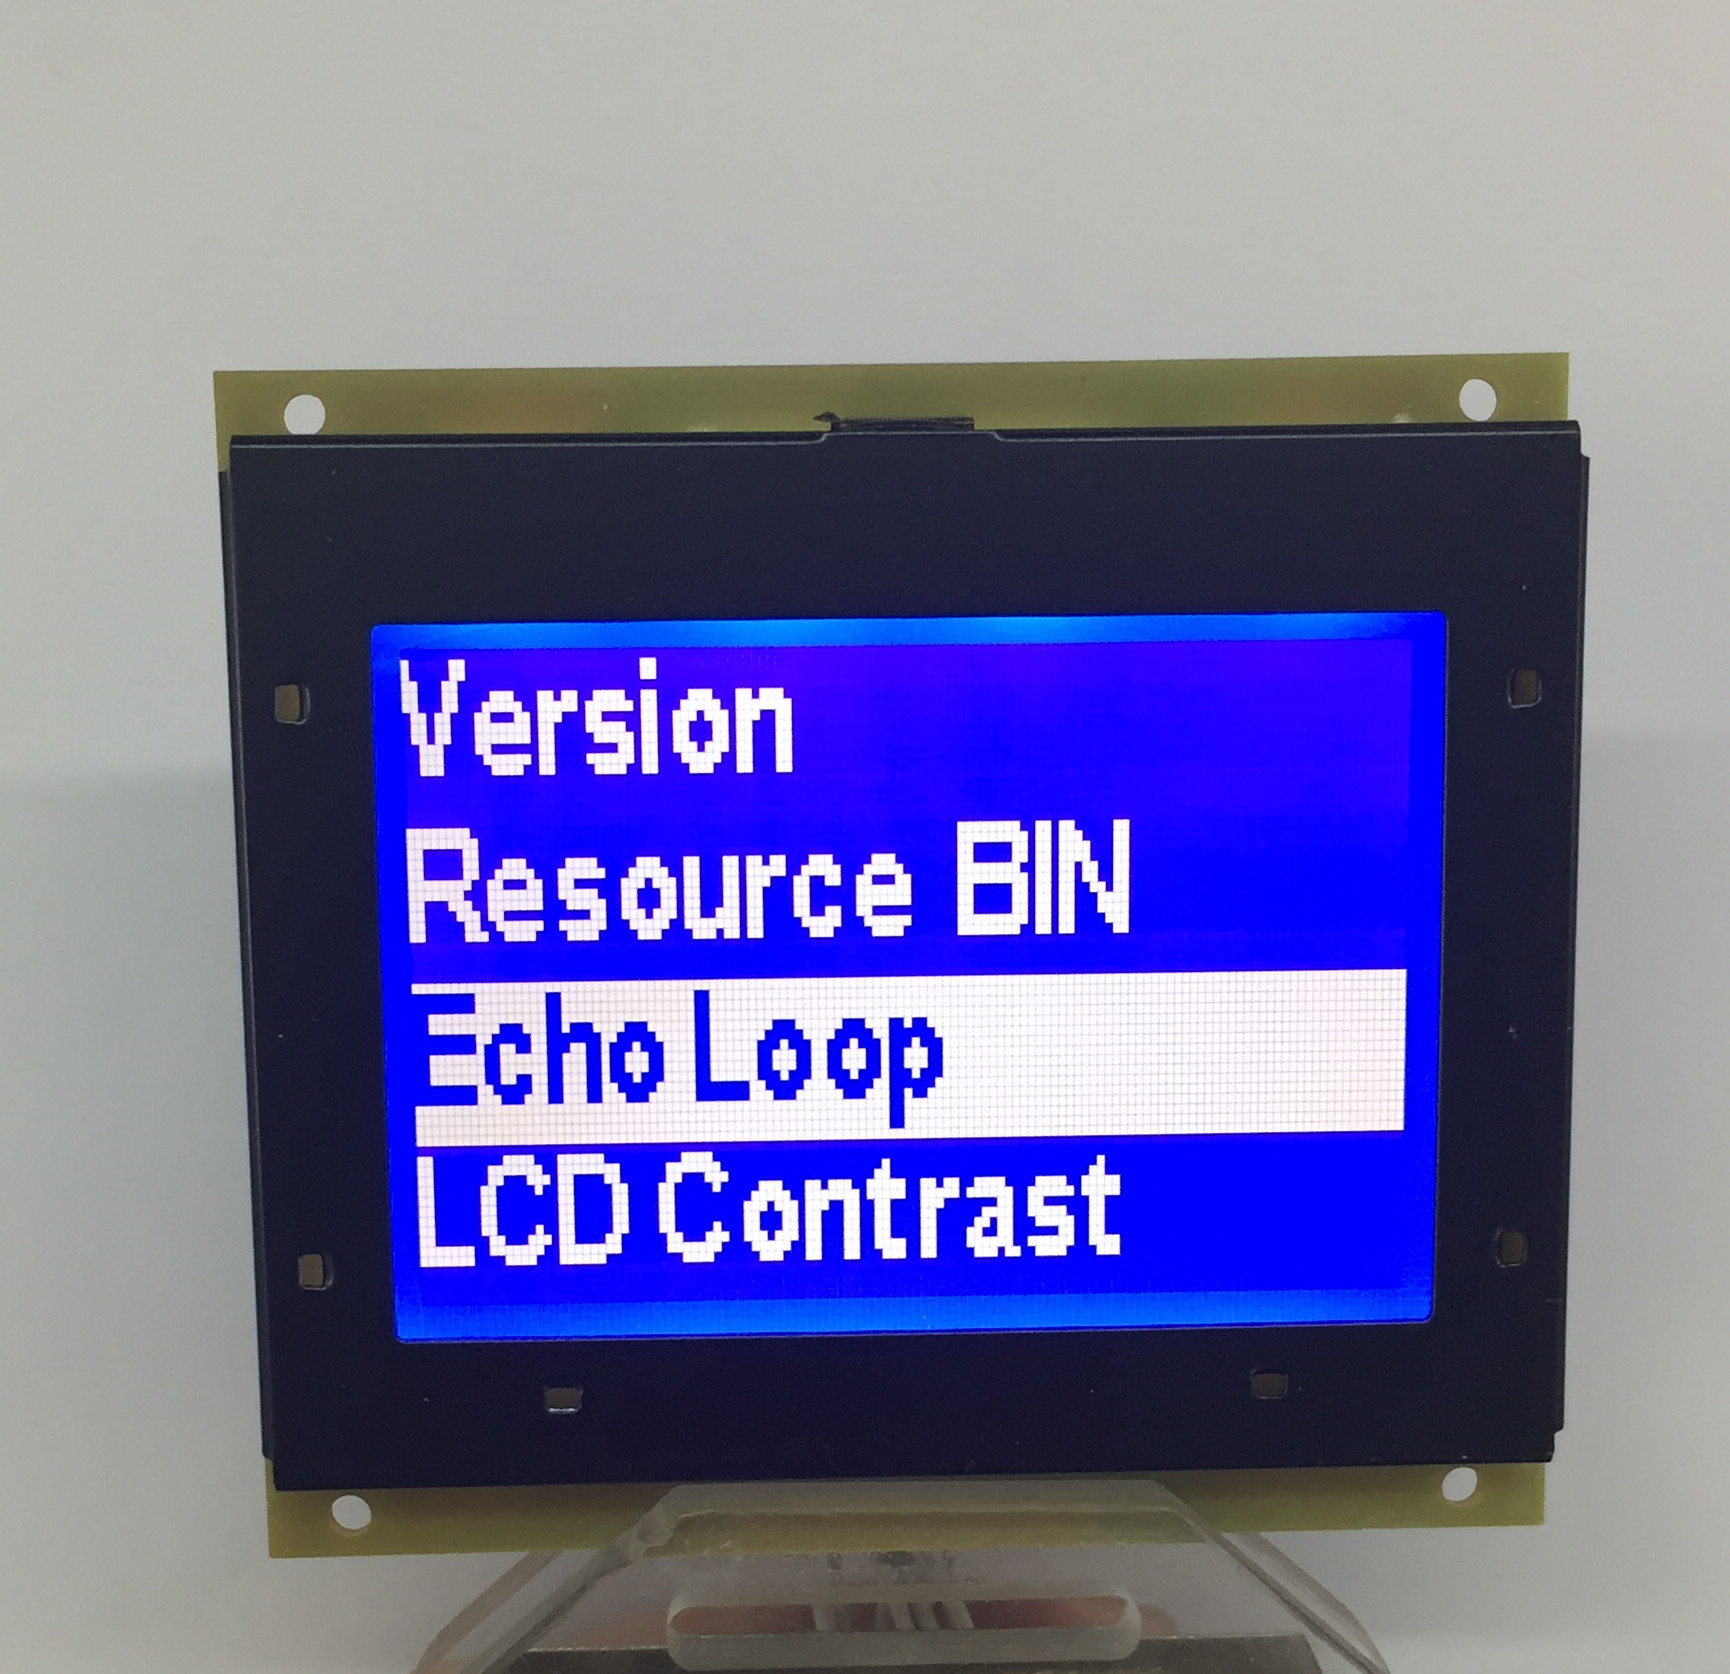 Version
Resource BIN
Echo Loop
LCD Contrast